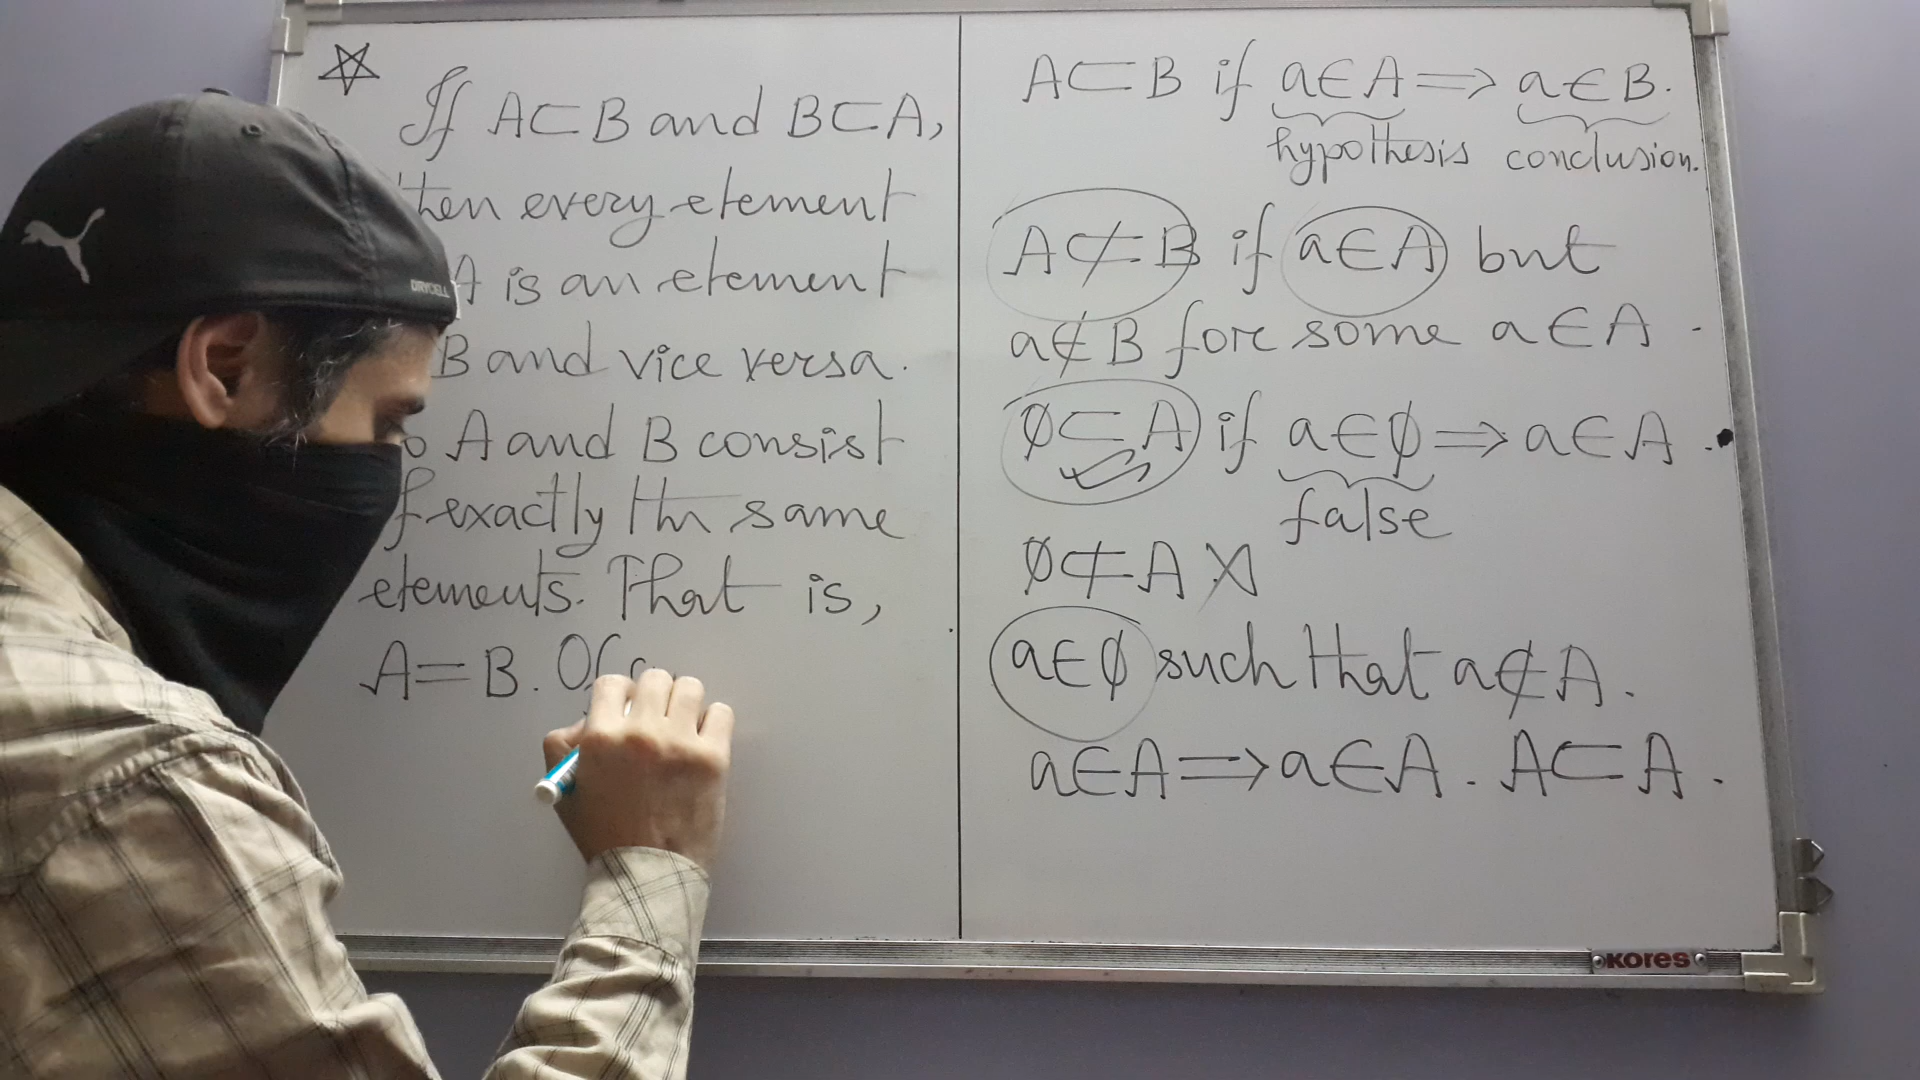 If A⊂B and B⊂A,
then every element
A is an element
B and vice versa.
A and B consist
f exactly the same
elements. That is,
A=B. Of
A⊂B if a∈A ⟹ a∈B.
hypothesis conclusion.
A⊄B if a∈A but
a∉B for some a∈A.
∅⊂A if a∈∅ ⟹ a∈A.
false
∅⊄A X
a∈∅ such that a∉A.
a∈A ⟹ a∈A. A⊂A.
DRYCELL
KORES